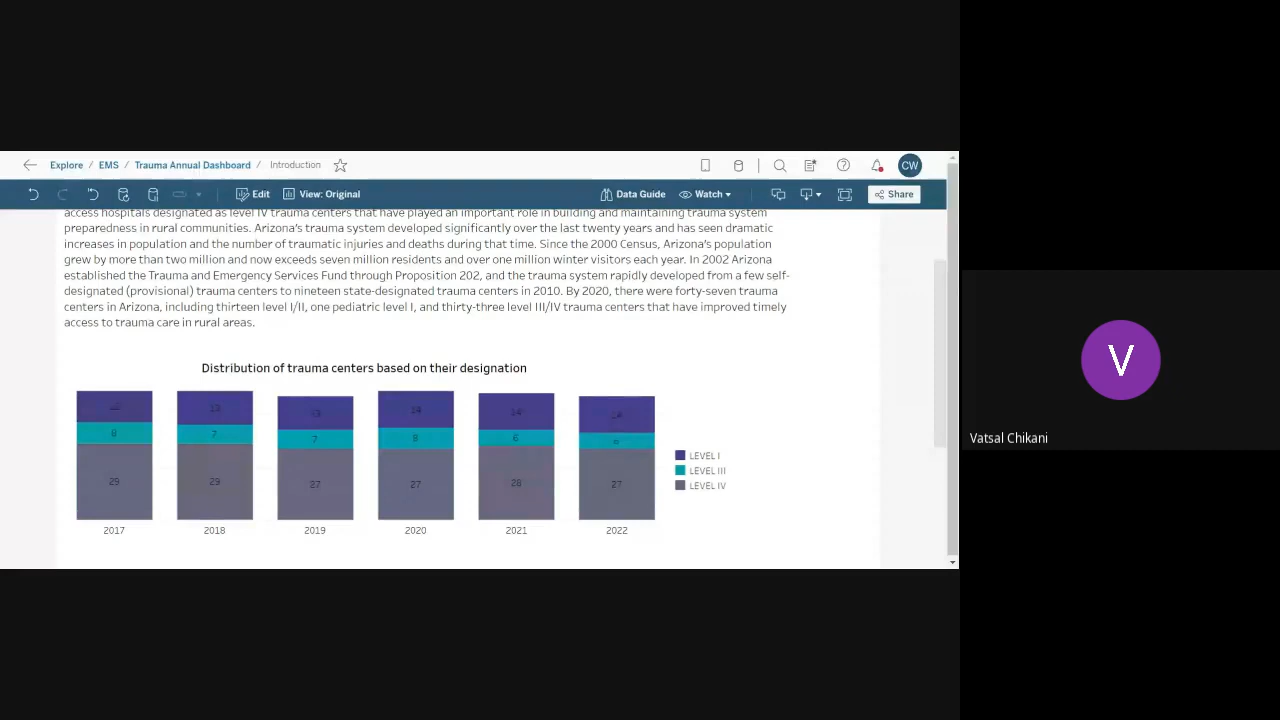 Explore / EMS / Trauma Annual Dashboard / Introduction
CW
Edit View: Original Data Guide Watch Share
access hospitals designated as level IV trauma centers that have played an important role in building and maintaining trauma system
preparedness in rural communities. Arizona's trauma system developed significantly over the last twenty years and has seen dramatic
increases in population and the number of traumatic injuries and deaths during that time. Since the 2000 Census, Arizona's population
grew by more than two million and now exceeds seven million residents and over one million winter visitors each year. In 2002 Arizona
established the Trauma and Emergency Services Fund through Proposition 202, and the trauma system rapidly developed from a few self-
designated (provisional) trauma centers to nineteen state-designated trauma centers in 2010. By 2020, there were forty-seven trauma
centers in Arizona, including thirteen level I/II, one pediatric level I, and thirty-three level III/IV trauma centers that have improved timely
access to trauma care in rural areas.
Distribution of trauma centers based on their designation
13 13 14 14 14
8 7 7 8 6
29 29 27 27 28 27
LEVEL I
LEVEL III
LEVEL IV
2017 2018 2019 2020 2021 2022
V
Vatsal Chikani